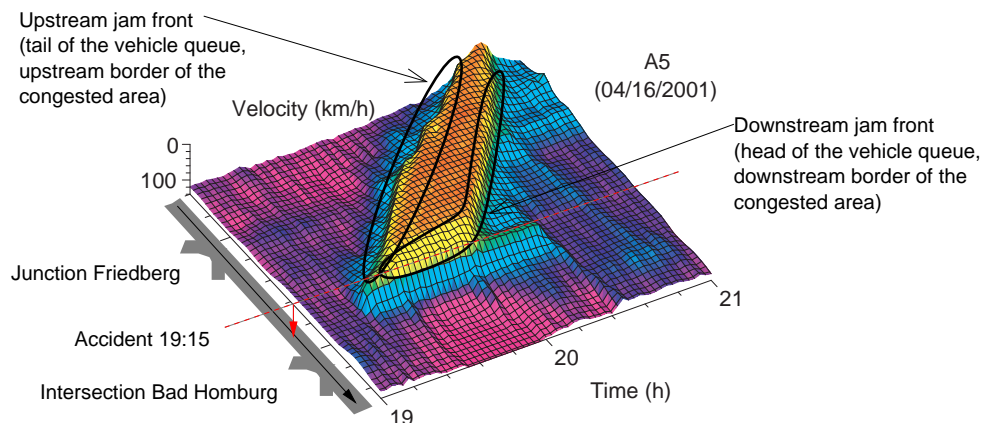 Upstream jam front
(tail of the vehicle queue,
upstream border of the
congested area)
A5
(04/16/2001)
Velocity (km/h)
Downstream jam front
(head of the vehicle queue,
downstream border of the
congested area)
0
100
Junction Friedberg
Accident 19:15
Intersection Bad Homburg
19
20
21
Time (h)